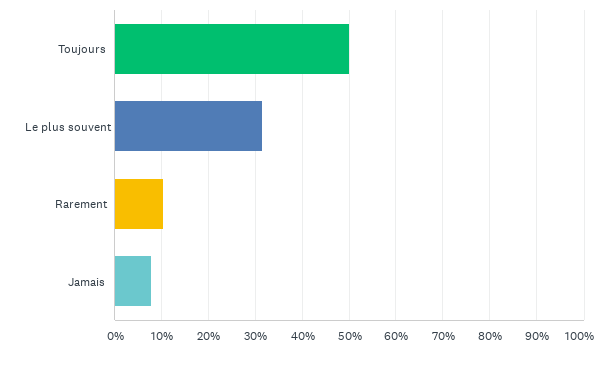 Toujours
Le plus souvent
Rarement
Jamais
0% 10% 20% 30% 40% 50% 60% 70% 80% 90% 100%